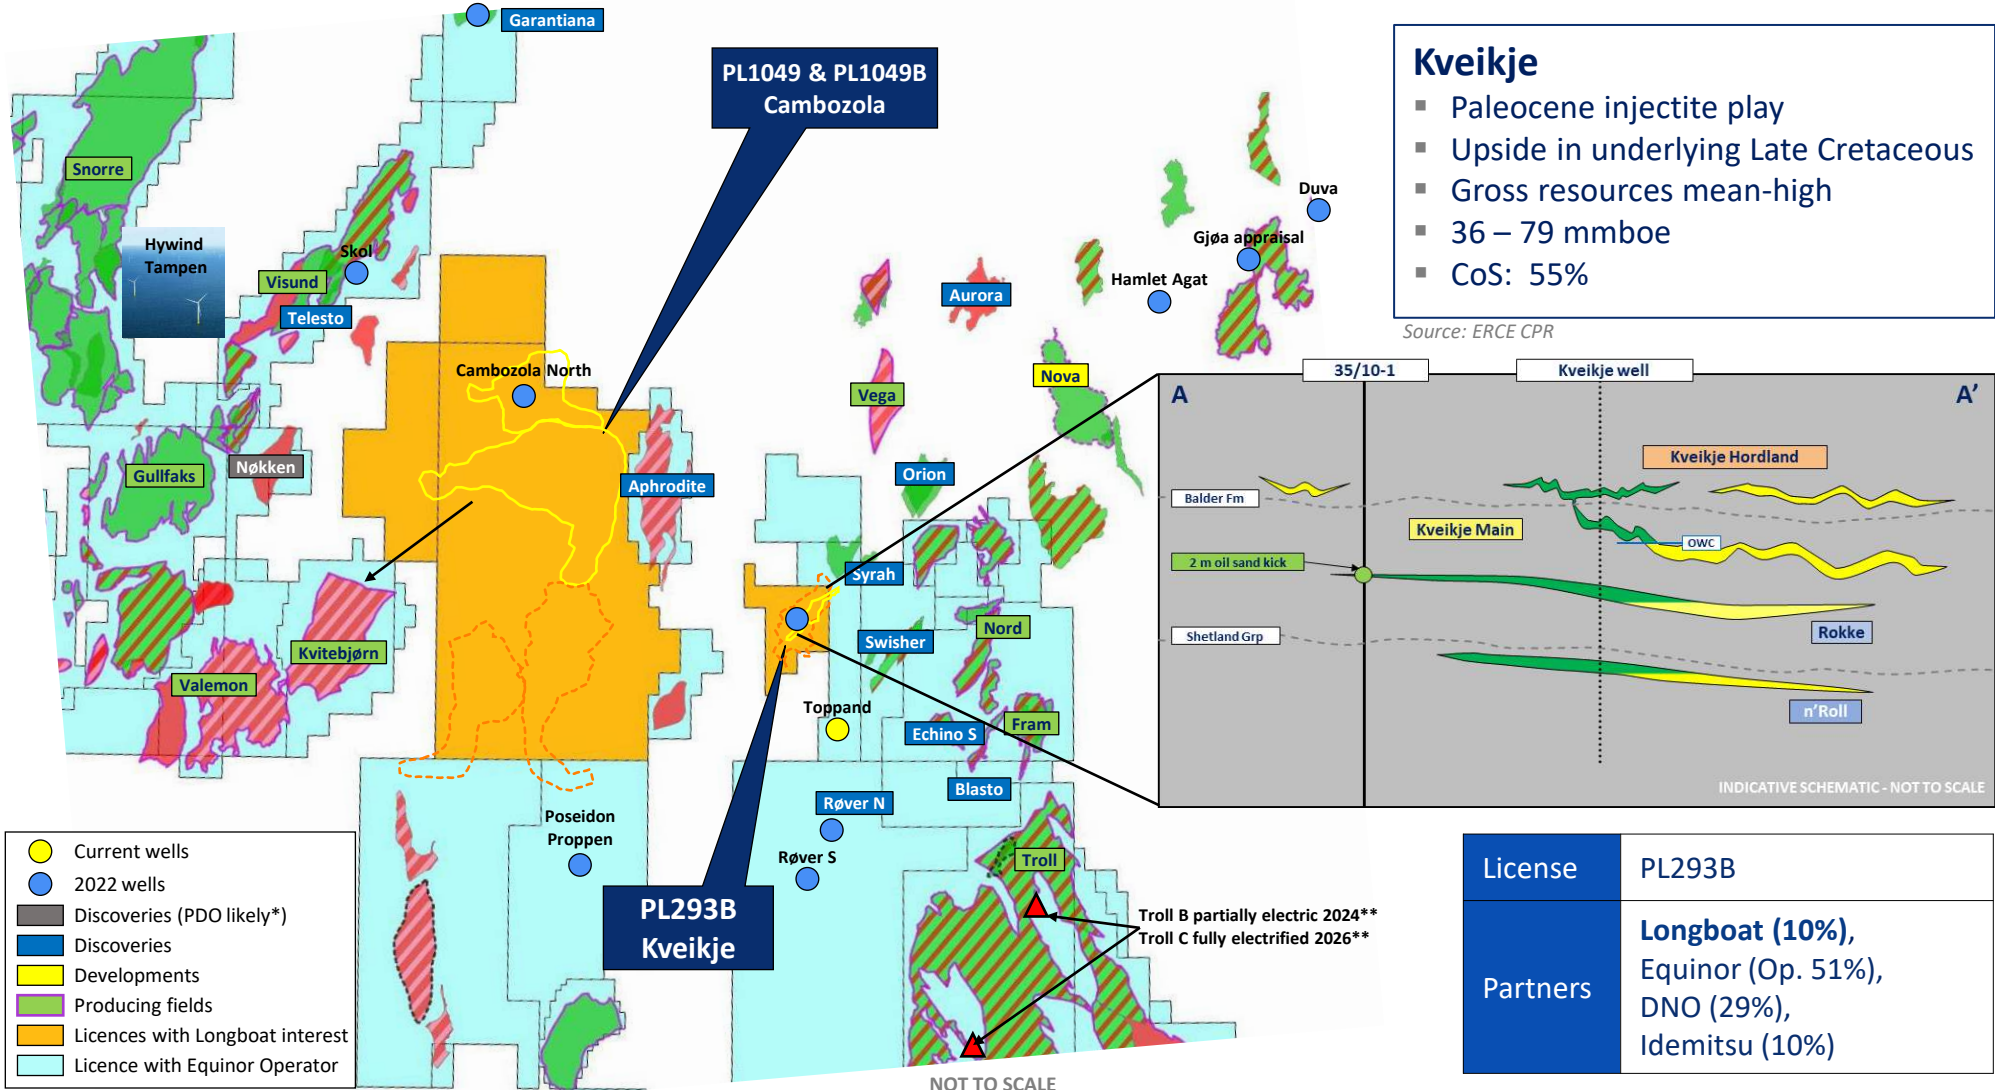 Garantiana
PL1049 & PL1049B
Cambozola
Snorre
Hywind
Tampen
Skol
Visund
Telesto
Cambozola North
Nøkken
Gullfaks
Aphrodite
Kvitebjørn
Valemon
Aurora
Vega
Nova
Orion
Hamlet Agat
Gjøa appraisal
Duva
Syrah
Swisher
Nord
Toppand
Echino S
Fram
Blasto
Røver N
Røver S
Troll
Poseidon
Proppen
PL293B
Kveikje
Troll B partially electric 2024**
Troll C fully electrified 2026**
NOT TO SCALE
Current wells
2022 wells
Discoveries (PDO likely*)
Discoveries
Developments
Producing fields
Licences with Longboat interest
Licence with Equinor Operator
Kveikje
▪ Paleocene injectite play
▪ Upside in underlying Late Cretaceous
▪ Gross resources mean-high
▪ 36 – 79 mmboe
▪ CoS: 55%
Source: ERCE CPR
35/10-1
Kveikje well
A
A'
Kveikje Hordland
Balder Fm
Kveikje Main
OWC
2 m oil sand kick
Rokke
Shetland Grp
n'Roll
INDICATIVE SCHEMATIC - NOT TO SCALE
License
PL293B
Partners
Longboat (10%),
Equinor (Op. 51%),
DNO (29%),
Idemitsu (10%)